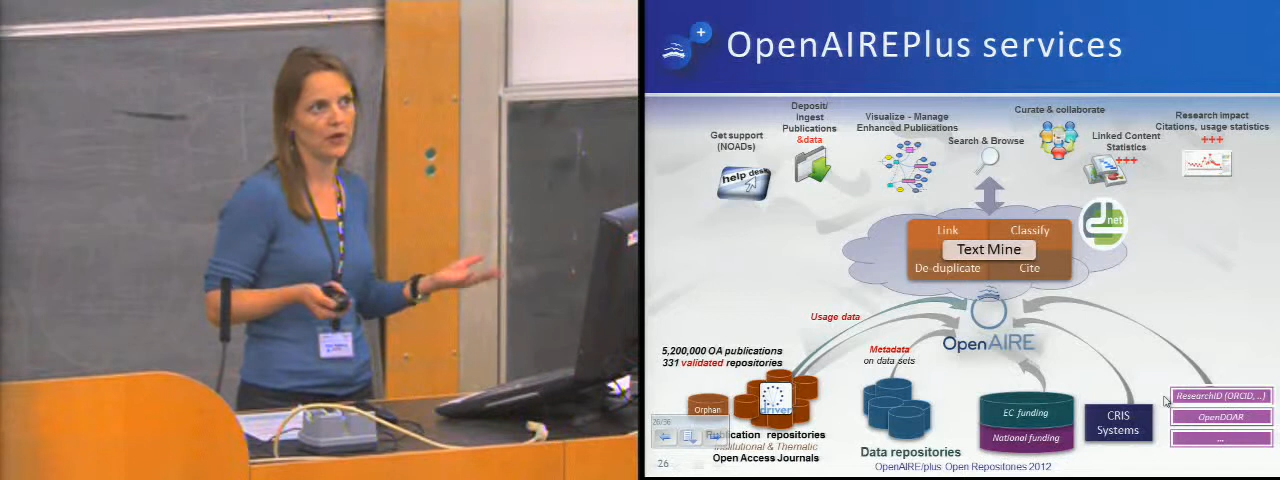 +
OpenAIREPlus services
Deposit/
Ingest
Publications
&data
Get support
(NOADs)
help desk
Visualize - Manage
Enhanced Publications
Search & Browse
Curate & collaborate
Linked Content
Statistics
+++
Research Impact
Citations, usage statistics
+++
net
Link
Classify
Text Mine
De-duplicate
Cite
OpenAIRE
Usage data
Metadata
on data sets
5,200,000 OA publications
331 validated repositories
Orphan
driver
26/36
Publication repositories
Institutional & Thematic
Open Access Journals
Data repositories
EC funding
National funding
CRIS
Systems
ResearchID (ORCID, ..)
OpenDOAR
...
26
OpenAIRE/plus Open Repositories 2012